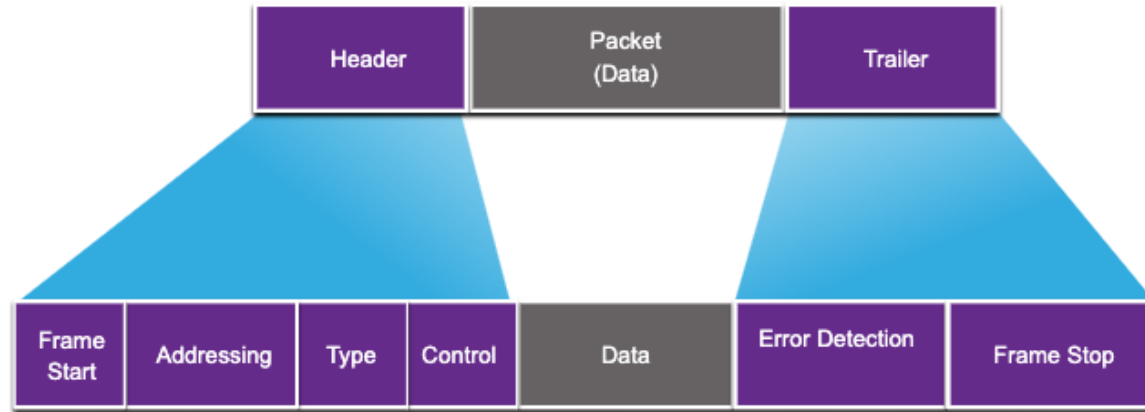 Header
Packet
(Data)
Trailer
Frame
Start
Addressing
Type
Control
Data
Error Detection
Frame Stop